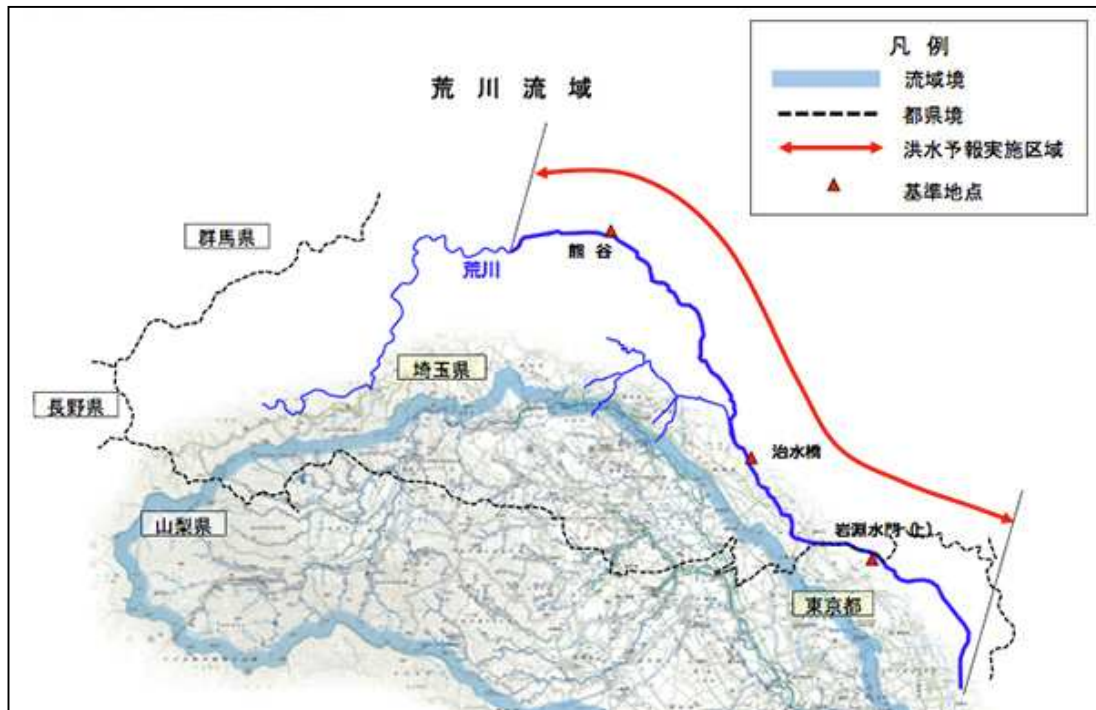 凡 例
流域境
都県境
洪水予報実施区域
基準地点
荒 川 流 域
群馬県
熊 谷
荒川
埼玉県
長野県
治水橋
山梨県
岩淵水門(上)
東京都